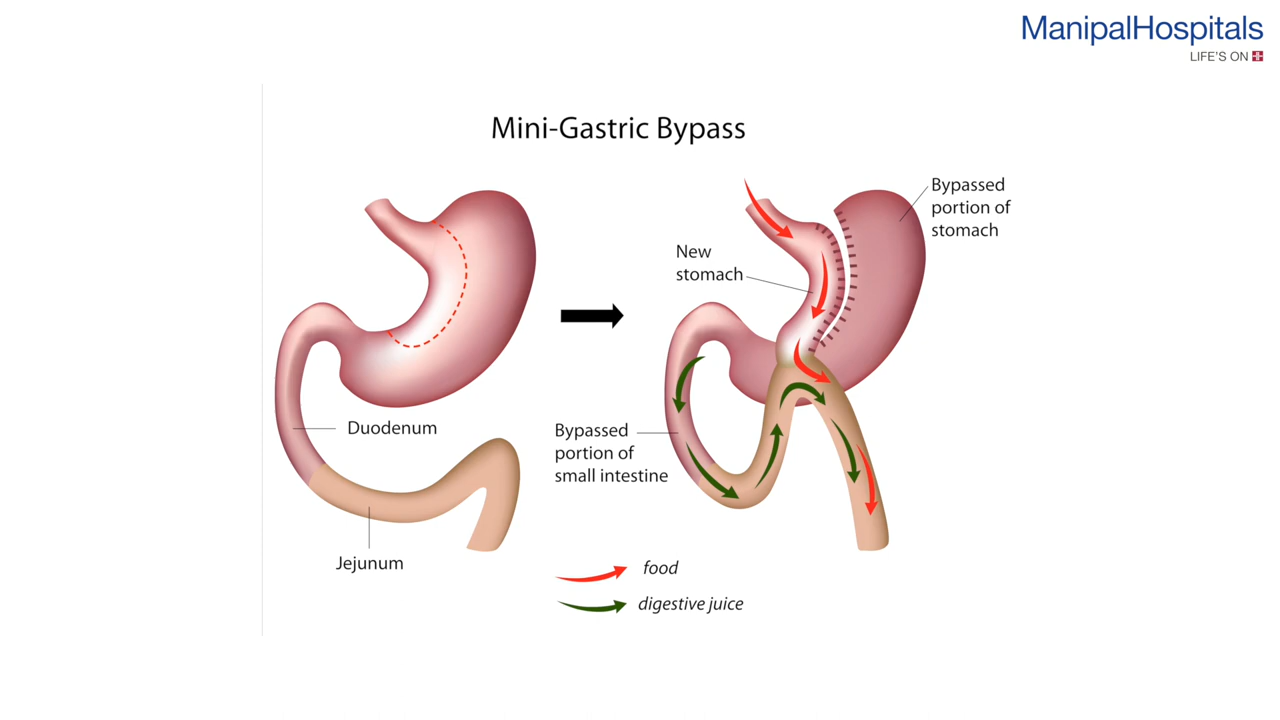 ManipalHospitals
LIFE'S ON
Mini-Gastric Bypass
Bypassed
portion of
stomach
New
stomach
Duodenum
Bypassed
portion of
small intestine
Jejunum
food
digestive juice